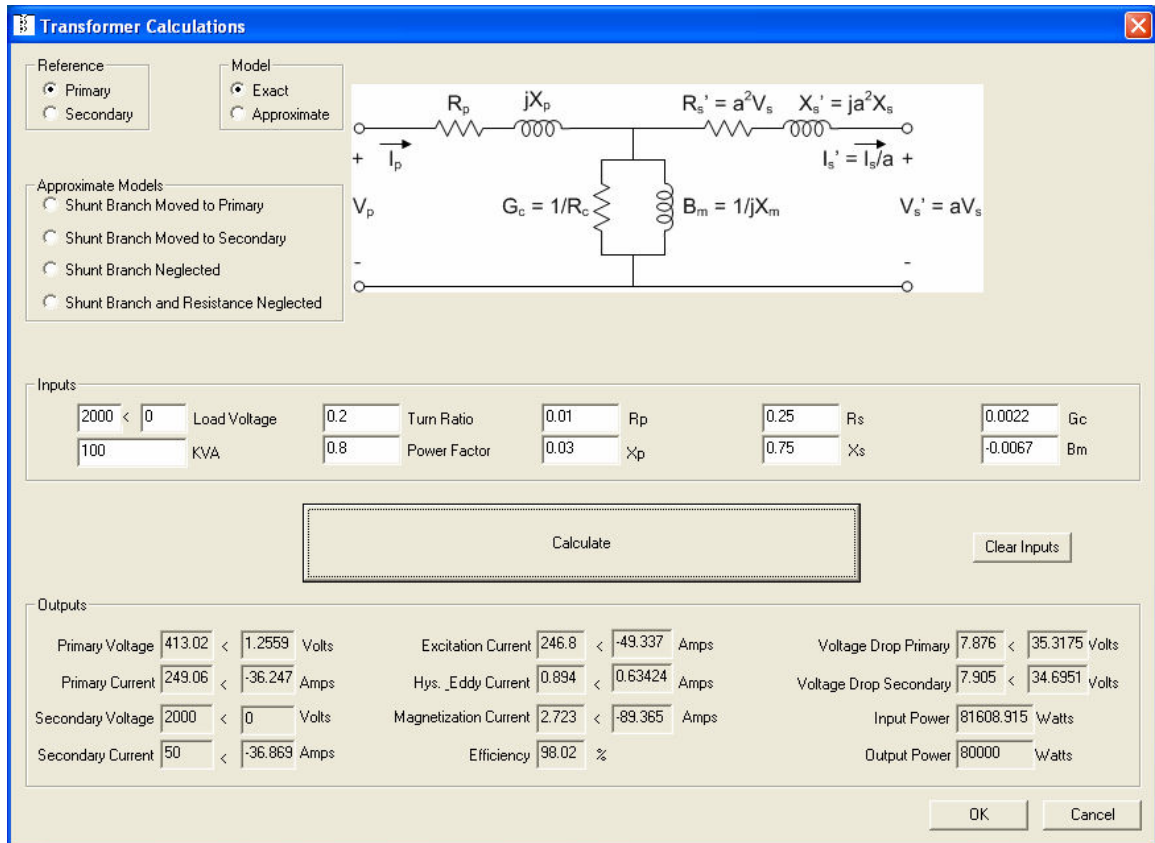 Transformer Calculations
Reference
Primary
Secondary
Model
Exact
Approximate
Approximate Models
Shunt Branch Moved to Primary
Shunt Branch Moved to Secondary
Shunt Branch Neglected
Shunt Branch and Resistance Neglected
Rp jXp Rs' = a²Vs Xs' = ja²Xs
+ Ip Is' = Is/a +
Vp Gc = 1/Rc Bm = 1/jXm Vs' = aVs
- -
Inputs
2000 < 0 Load Voltage 0.2 Turn Ratio 0.01 Rp 0.25 Rs 0.0022 Gc
100 KVA 0.8 Power Factor 0.03 Xp 0.75 Xs -0.0067 Bm
Calculate
Clear Inputs
Outputs
Primary Voltage 413.02 < 1.2559 Volts Excitation Current 246.8 < -49.337 Amps Voltage Drop Primary 7.876 < 35.3175 Volts
Primary Current 249.06 < -36.247 Amps Hys. _Eddy Current 0.894 < 0.63424 Amps Voltage Drop Secondary 7.905 < 34.6951 Volts
Secondary Voltage 2000 < 0 Volts Magnetization Current 2.723 < -89.365 Amps Input Power 81608.915 Watts
Secondary Current 50 < -36.869 Amps Efficiency 98.02 % Output Power 80000 Watts
OK Cancel